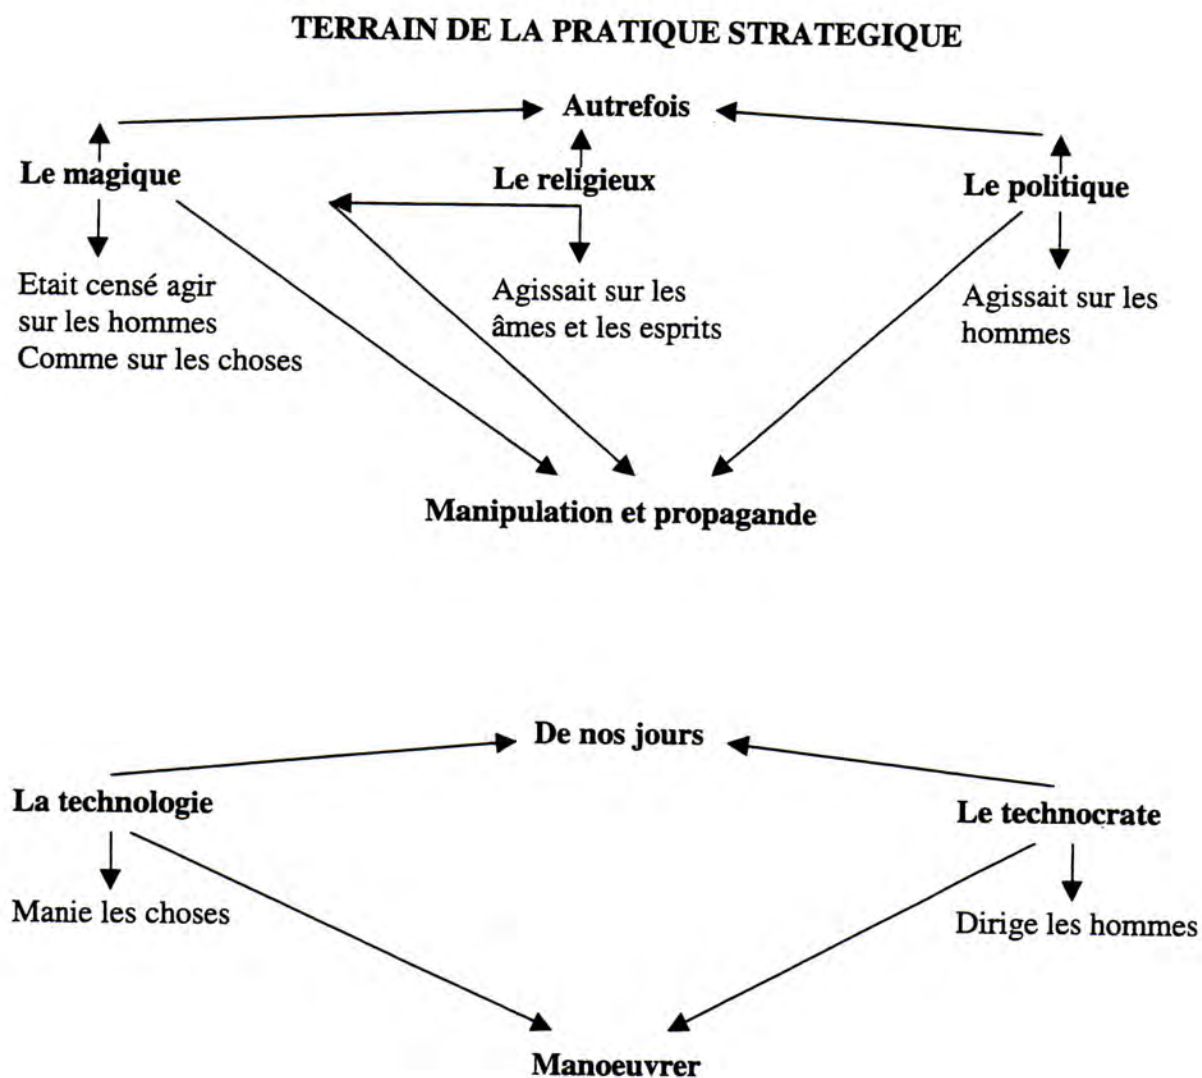 TERRAIN DE LA PRATIQUE STRATEGIQUE
Autrefois
Le magique
Le religieux
Le politique
Etait censé agir
sur les hommes
Comme sur les choses
Agissait sur les
âmes et les esprits
Agissait sur les
hommes
Manipulation et propagande
De nos jours
La technologie
Le technocrate
Manie les choses
Dirige les hommes
Manoeuvrer